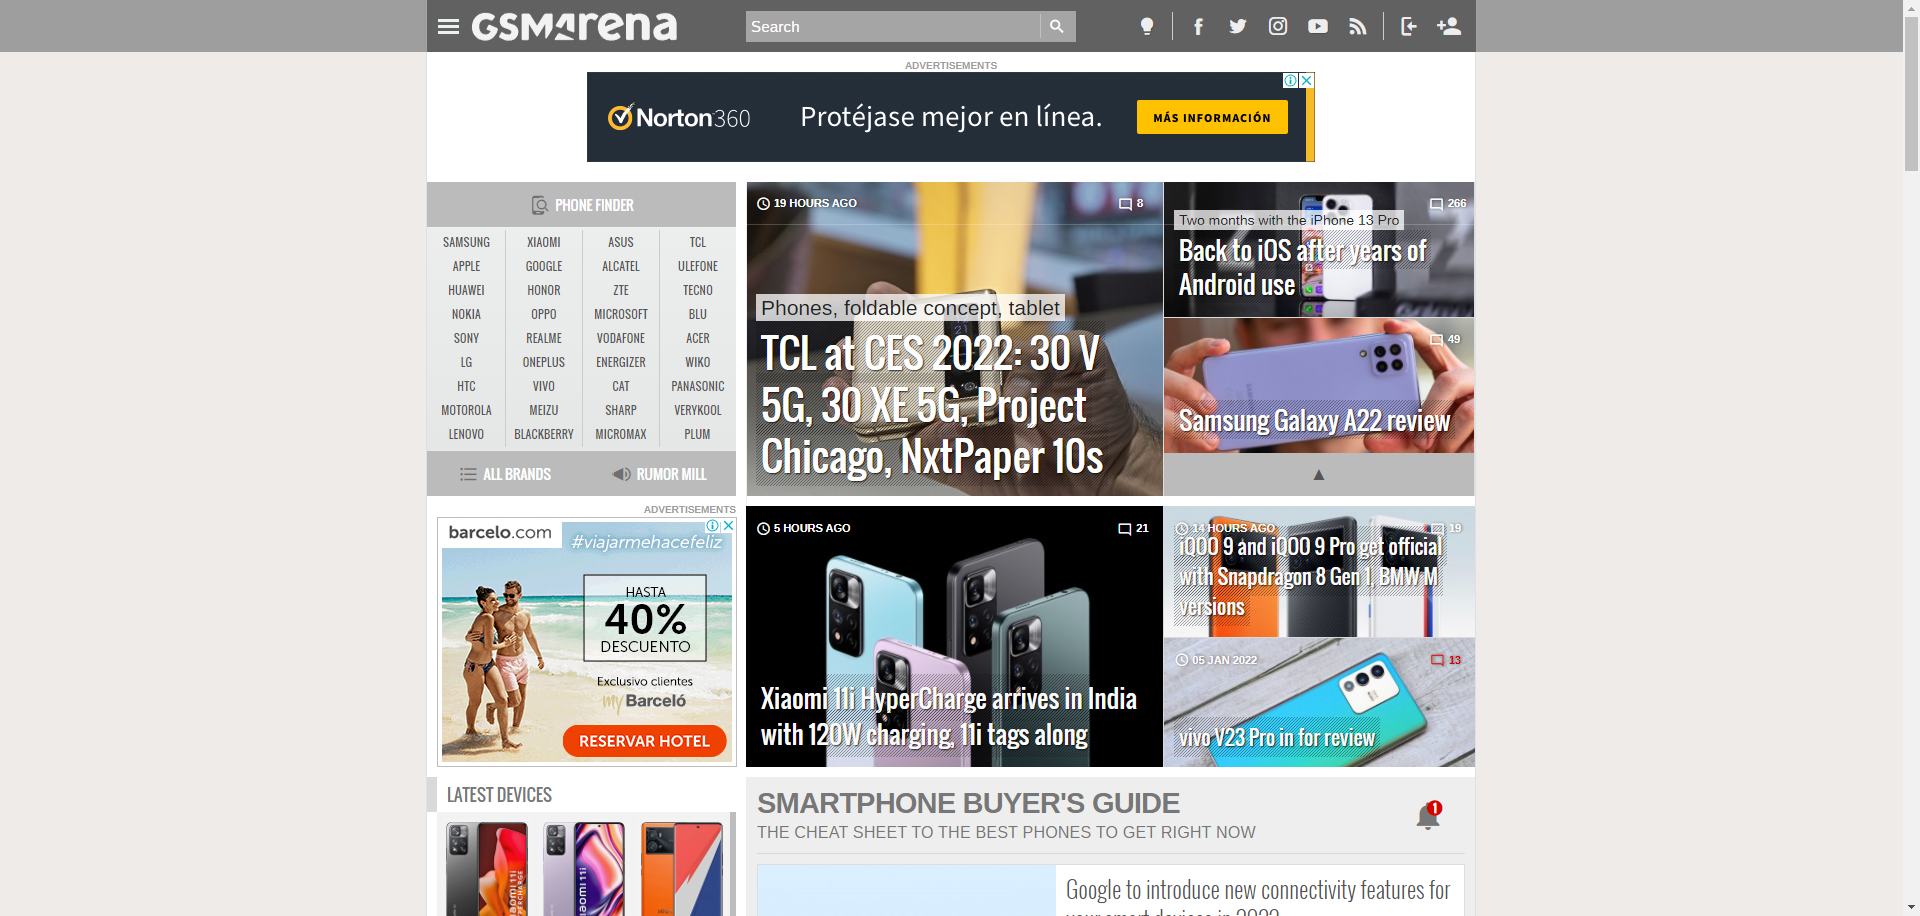 GSMArena
Search
ADVERTISEMENTS
Norton360
Protéjase mejor en línea.
MÁS INFORMACIÓN
PHONE FINDER
SAMSUNG XIAOMI ASUS TCL
APPLE GOOGLE ALCATEL ULEFONE
HUAWEI HONOR ZTE TECNO
NOKIA OPPO MICROSOFT BLU
SONY REALME VODAFONE ACER
LG ONEPLUS ENERGIZER WIKO
HTC VIVO CAT PANASONIC
MOTOROLA MEIZU SHARP VERYKOOL
LENOVO BLACKBERRY MICROMAX PLUM
ALL BRANDS RUMOR MILL
19 HOURS AGO 8
Phones, foldable concept, tablet
TCL at CES 2022: 30 V
5G, 30 XE 5G, Project
Chicago, NxtPaper 10s
266
Two months with the iPhone 13 Pro
Back to iOS after years of
Android use
49
Samsung Galaxy A22 review
▲
ADVERTISEMENTS
barcelo.com
#viajarmehacefeliz
HASTA
40%
DESCUENTO
Exclusivo clientes
my Barceló
RESERVAR HOTEL
5 HOURS AGO 21
Xiaomi 11i HyperCharge arrives in India
with 120W charging, 11i tags along
14 HOURS AGO 19
iQOO 9 and iQOO 9 Pro get official
with Snapdragon 8 Gen 1, BMW M
versions
05 JAN 2022 13
vivo V23 Pro in for review
LATEST DEVICES
SMARTPHONE BUYER'S GUIDE
THE CHEAT SHEET TO THE BEST PHONES TO GET RIGHT NOW
1
Google to introduce new connectivity features for
your smart devices in 2022